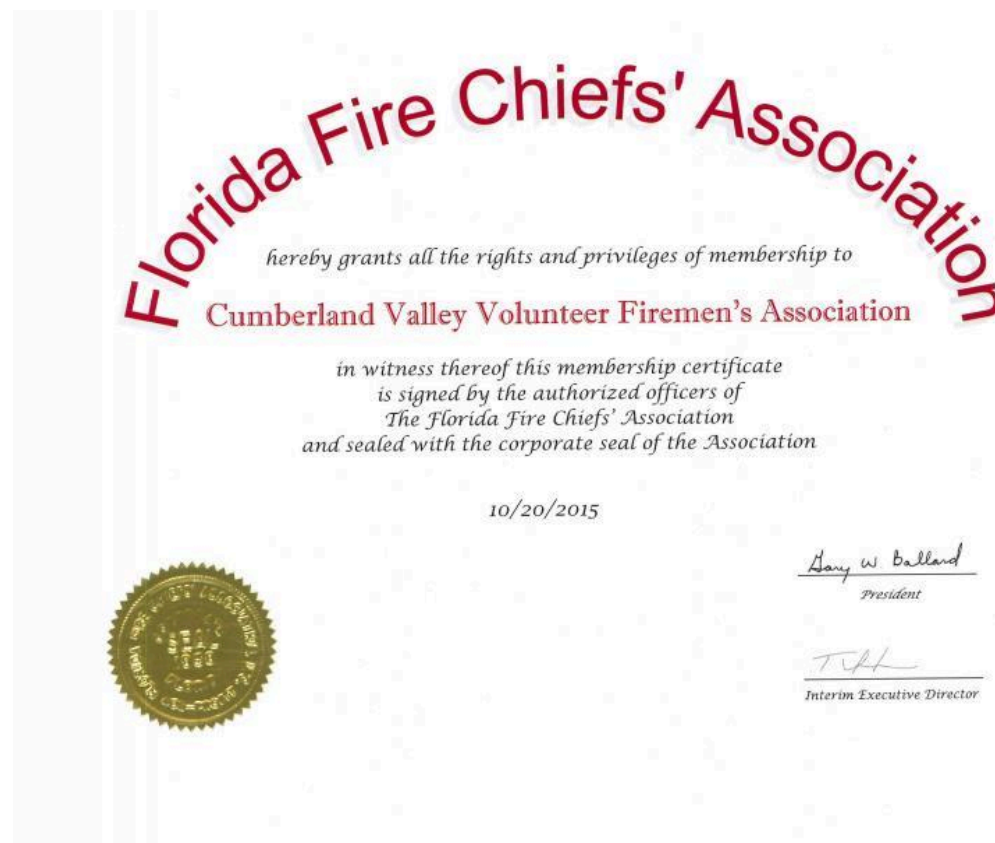 Florida Fire Chiefs' Association
hereby grants all the rights and privileges of membership to
Cumberland Valley Volunteer Firemen's Association
in witness thereof this membership certificate
is signed by the authorized officers of
The Florida Fire Chiefs' Association
and sealed with the corporate seal of the Association
10/20/2015
Gary W. Ballard
President
Interim Executive Director
SEAL